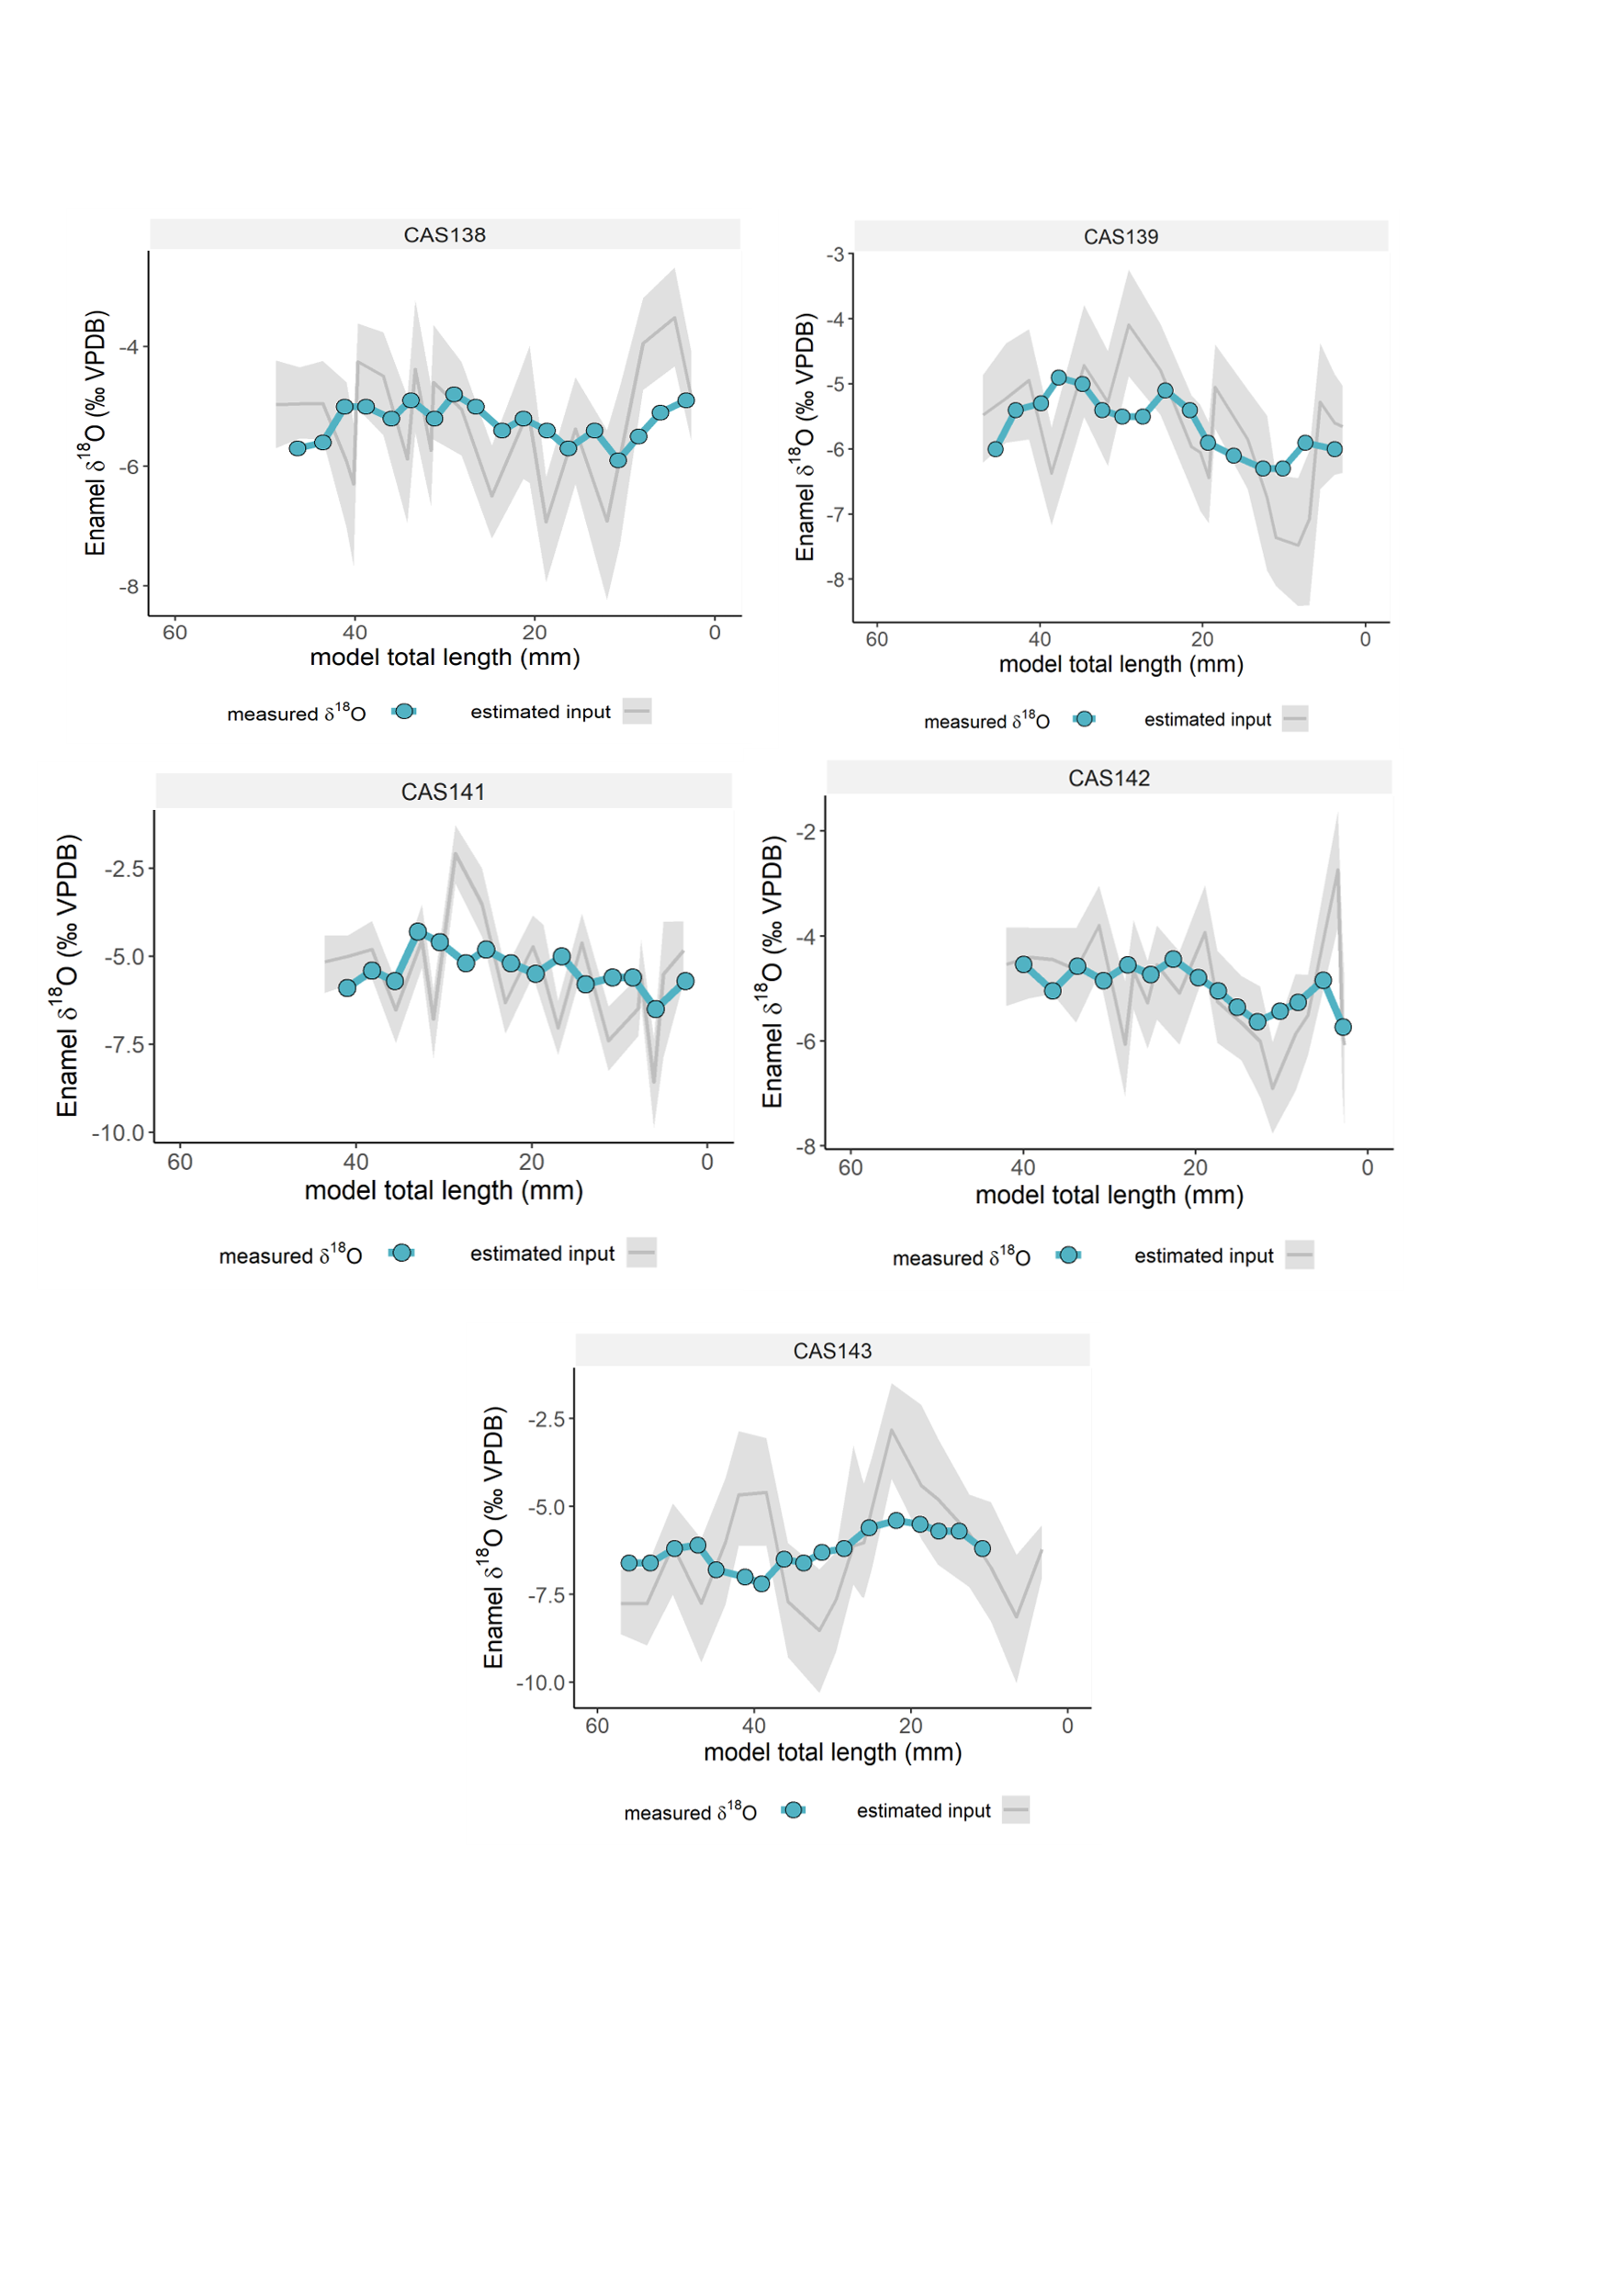 CAS138
Enamel δ18O (‰ VPDB)
-4
-6
-8
60 40 20 0
model total length (mm)
measured δ18O estimated input
CAS139
Enamel δ18O (‰ VPDB)
-3
-4
-5
-6
-7
-8
60 40 20 0
model total length (mm)
measured δ18O estimated input
CAS141
Enamel δ18O (‰ VPDB)
-2.5
-5.0
-7.5
-10.0
60 40 20 0
model total length (mm)
measured δ18O estimated input
CAS142
Enamel δ18O (‰ VPDB)
-2
-4
-6
-8
60 40 20 0
model total length (mm)
measured δ18O estimated input
CAS143
Enamel δ18O (‰ VPDB)
-2.5
-5.0
-7.5
-10.0
60 40 20 0
model total length (mm)
measured δ18O estimated input